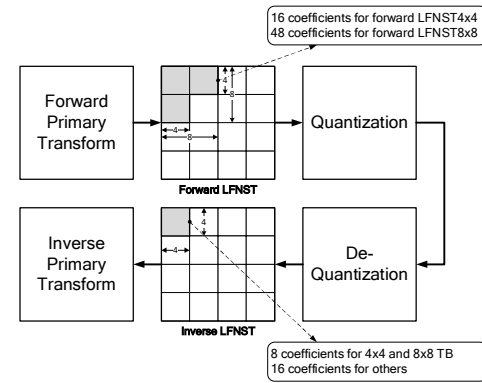 16 coefficients for forward LFNST4x4
48 coefficients for forward LFNST8x8
Forward
Primary
Transform
4
8
4
8
Forward LFNST
Quantization
Inverse
Primary
Transform
4
4
Inverse LFNST
De-
Quantization
8 coefficients for 4x4 and 8x8 TB
16 coefficients for others